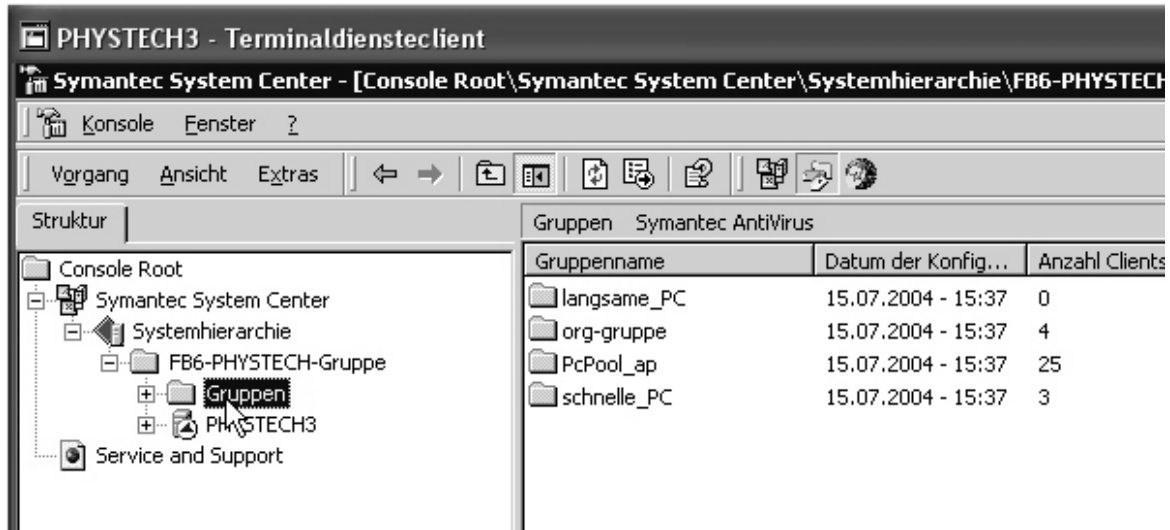 PHYSTECH3 - Terminaldiensteclient
Symantec System Center - [Console Root\Symantec System Center\Systemhierarchie\FB6-PHYSTECH
Konsole Fenster ?
Vorgang Ansicht Extras
Struktur
Gruppen Symantec AntiVirus
Console Root
Symantec System Center
Systemhierarchie
FB6-PHYSTECH-Gruppe
Gruppen
PHYSTECH3
Service and Support
Gruppenname Datum der Konfig... Anzahl Clients
langsame_PC 15.07.2004 - 15:37 0
org-gruppe 15.07.2004 - 15:37 4
PcPool_ap 15.07.2004 - 15:37 25
schnelle_PC 15.07.2004 - 15:37 3